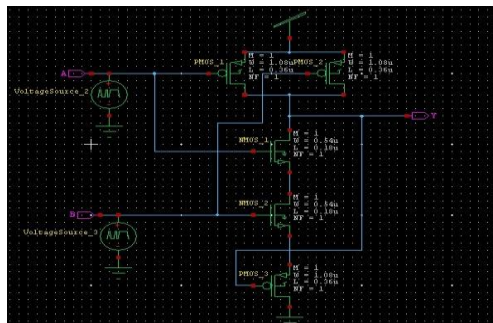 M = 1
W = 1.08u
L = 0.36u
NF = 1
PMOS_1
M = 1
W = 1.08u
L = 0.36u
NF = 1
PMOS_2
A
VoltageSource_2
Y
M = 1
W = 0.54u
L = 0.18u
NF = 1
NMOS_1
M = 1
W = 0.54u
L = 0.18u
NF = 1
NMOS_2
B
VoltageSource_3
M = 1
W = 1.08u
L = 0.36u
NF = 1
PMOS_3